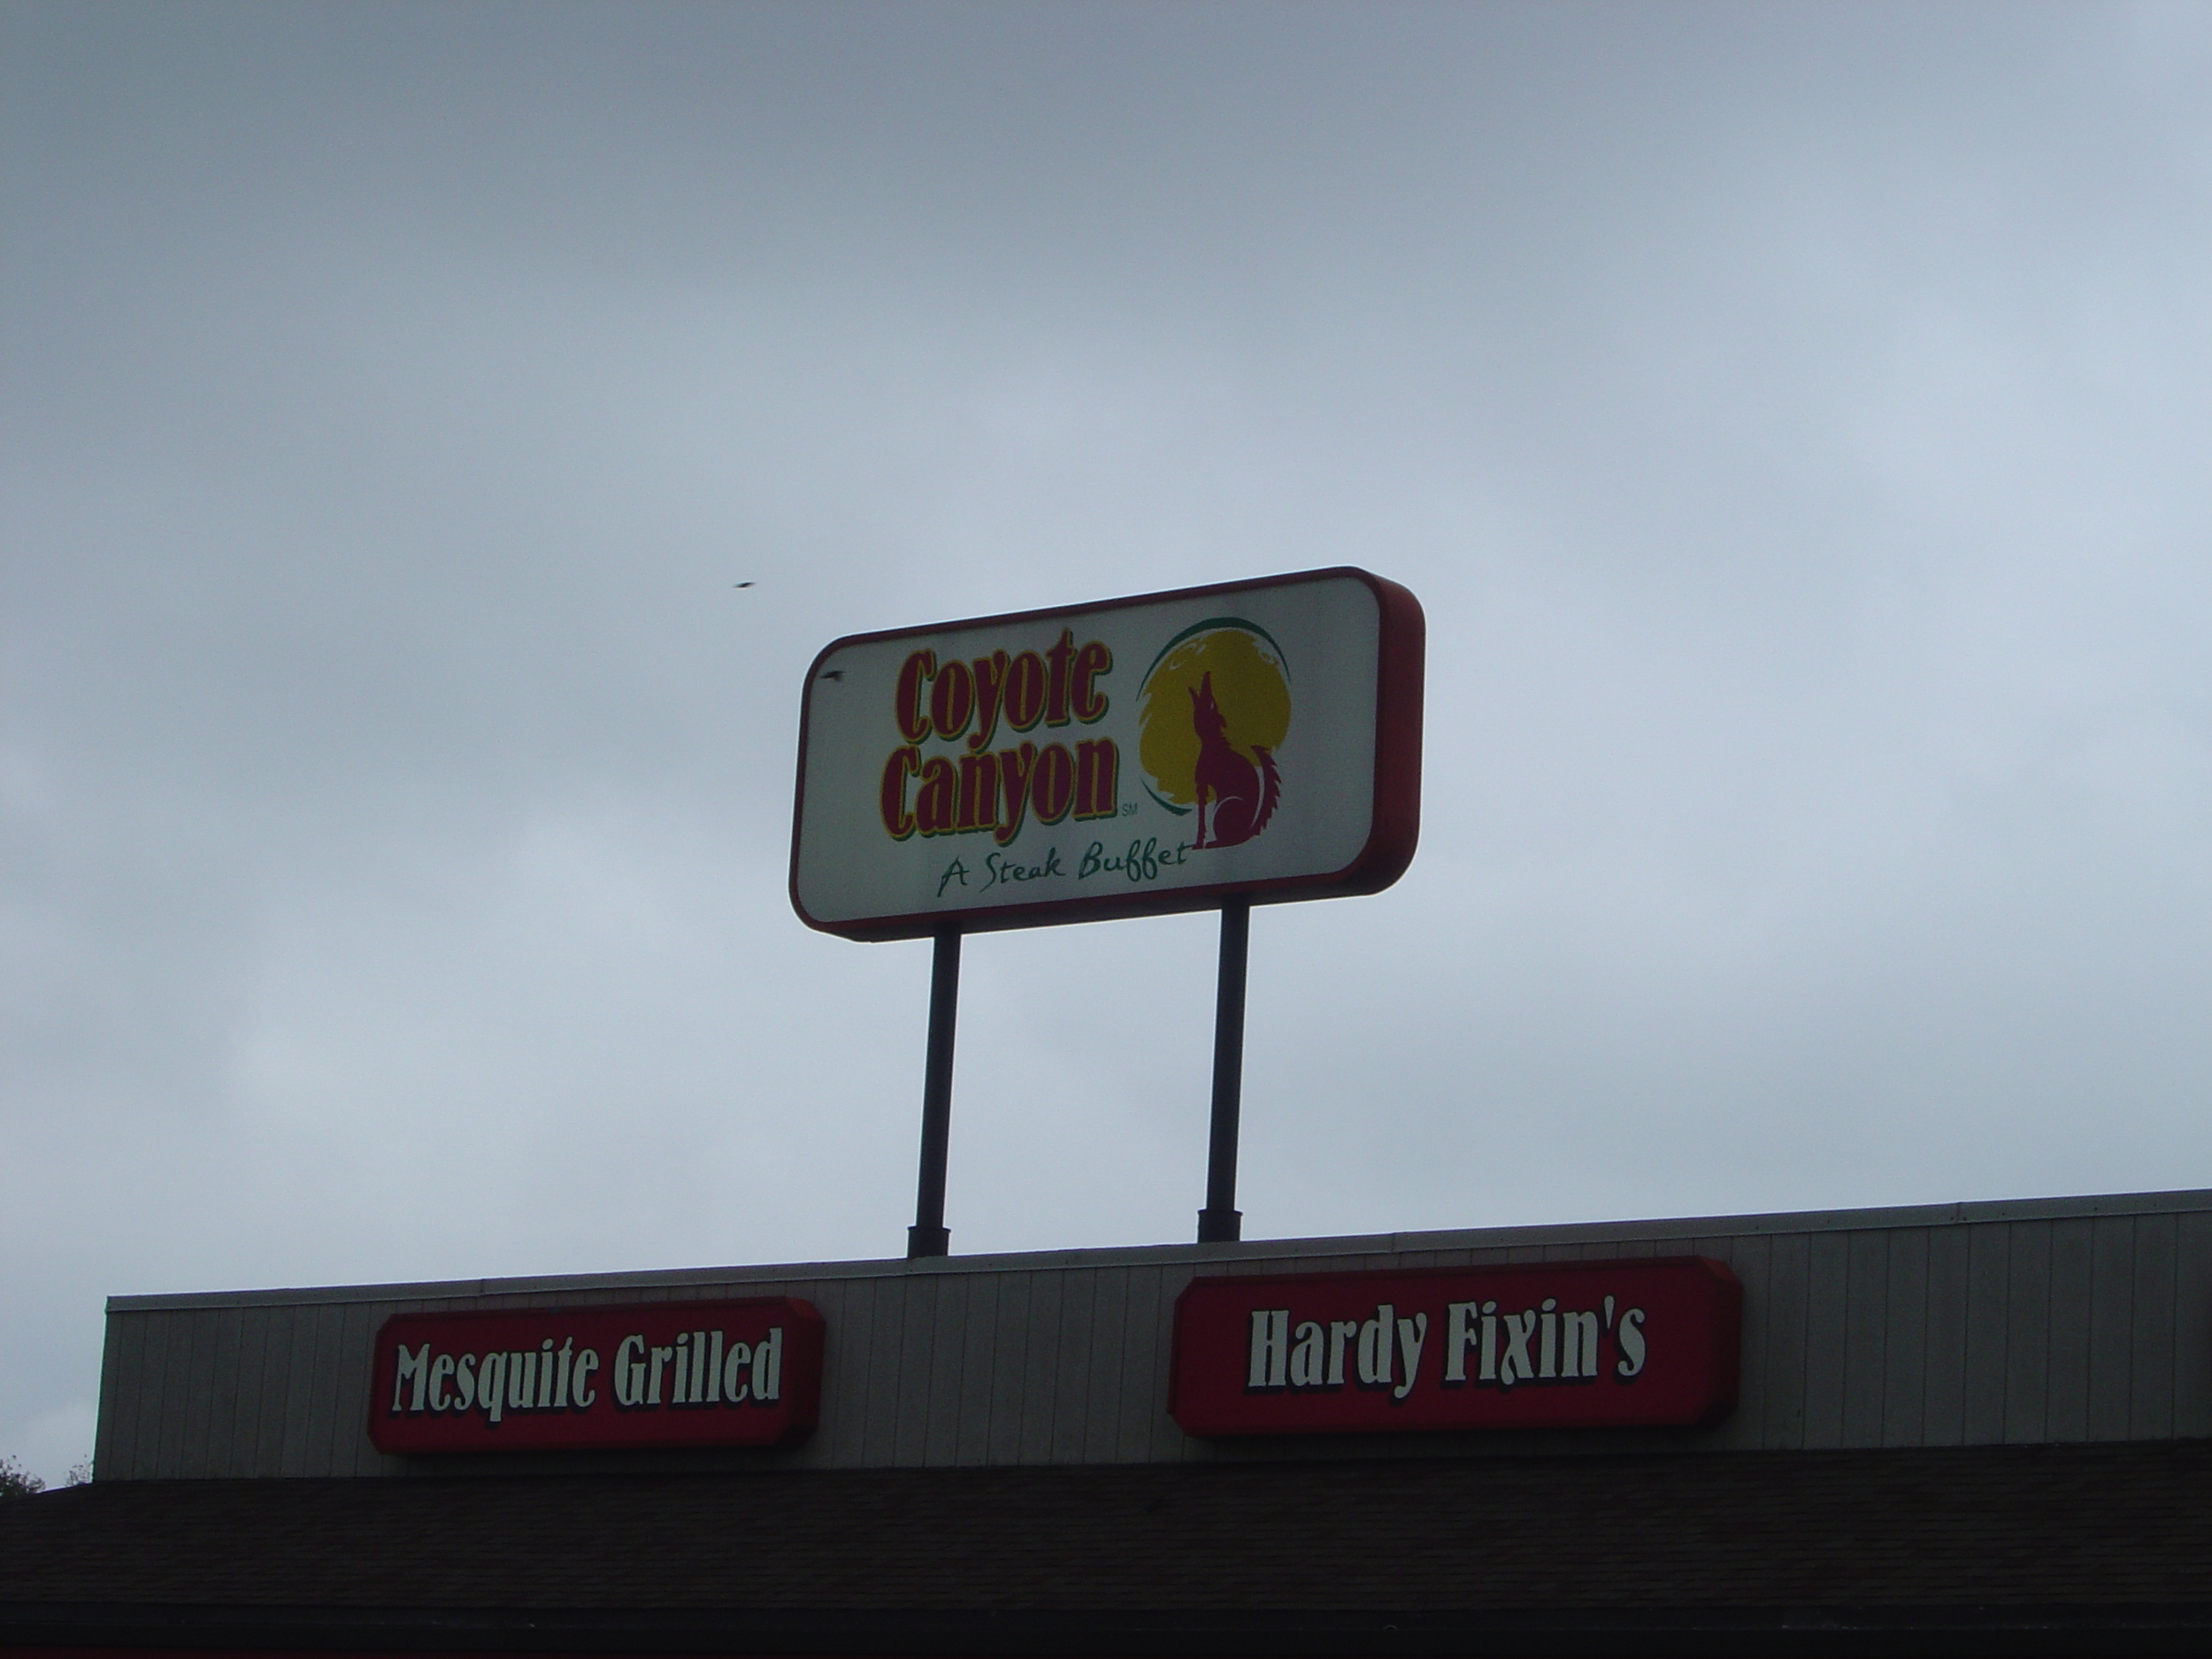 Coyote
Canyon
SM
A Steak Buffet
Mesquite Grilled
Hardy Fixin's